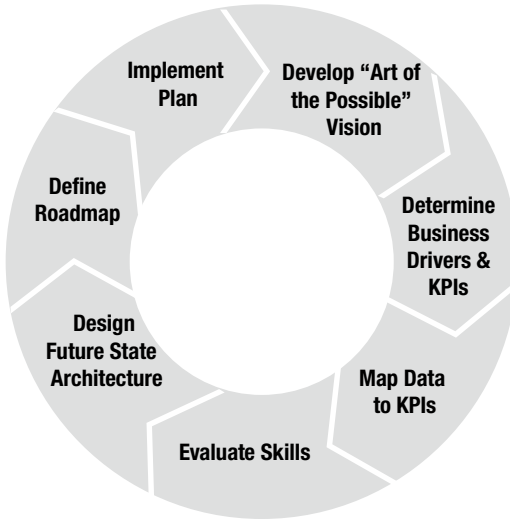 Develop “Art of
the Possible”
Vision
Determine
Business
Drivers &
KPIs
Map Data
to KPIs
Evaluate Skills
Design
Future State
Architecture
Define
Roadmap
Implement
Plan